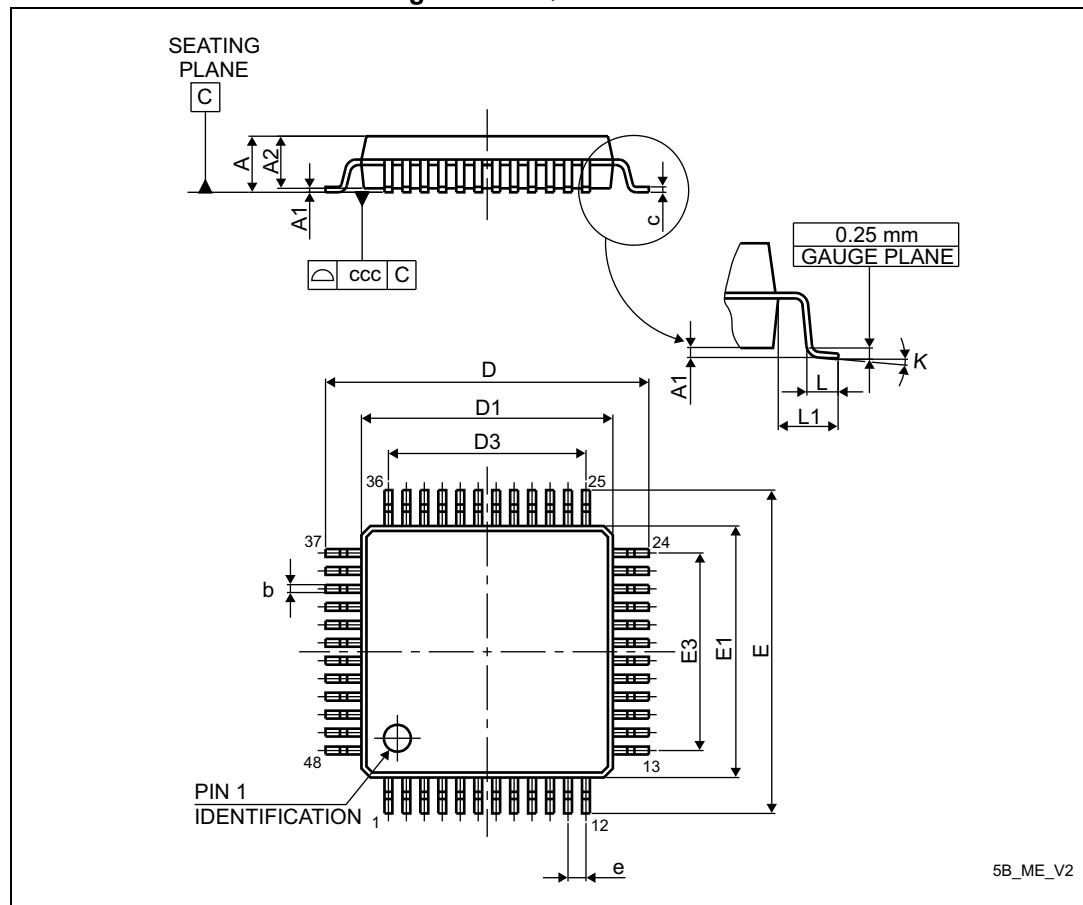 SEATING
PLANE
C
A
A2
A1
c
ccc C
0.25 mm
GAUGE PLANE
A1
K
L
L1
D
D1
D3
36
25
37
24
b
E3
E1
E
48
13
PIN 1
IDENTIFICATION
1
12
e
5B_ME_V2